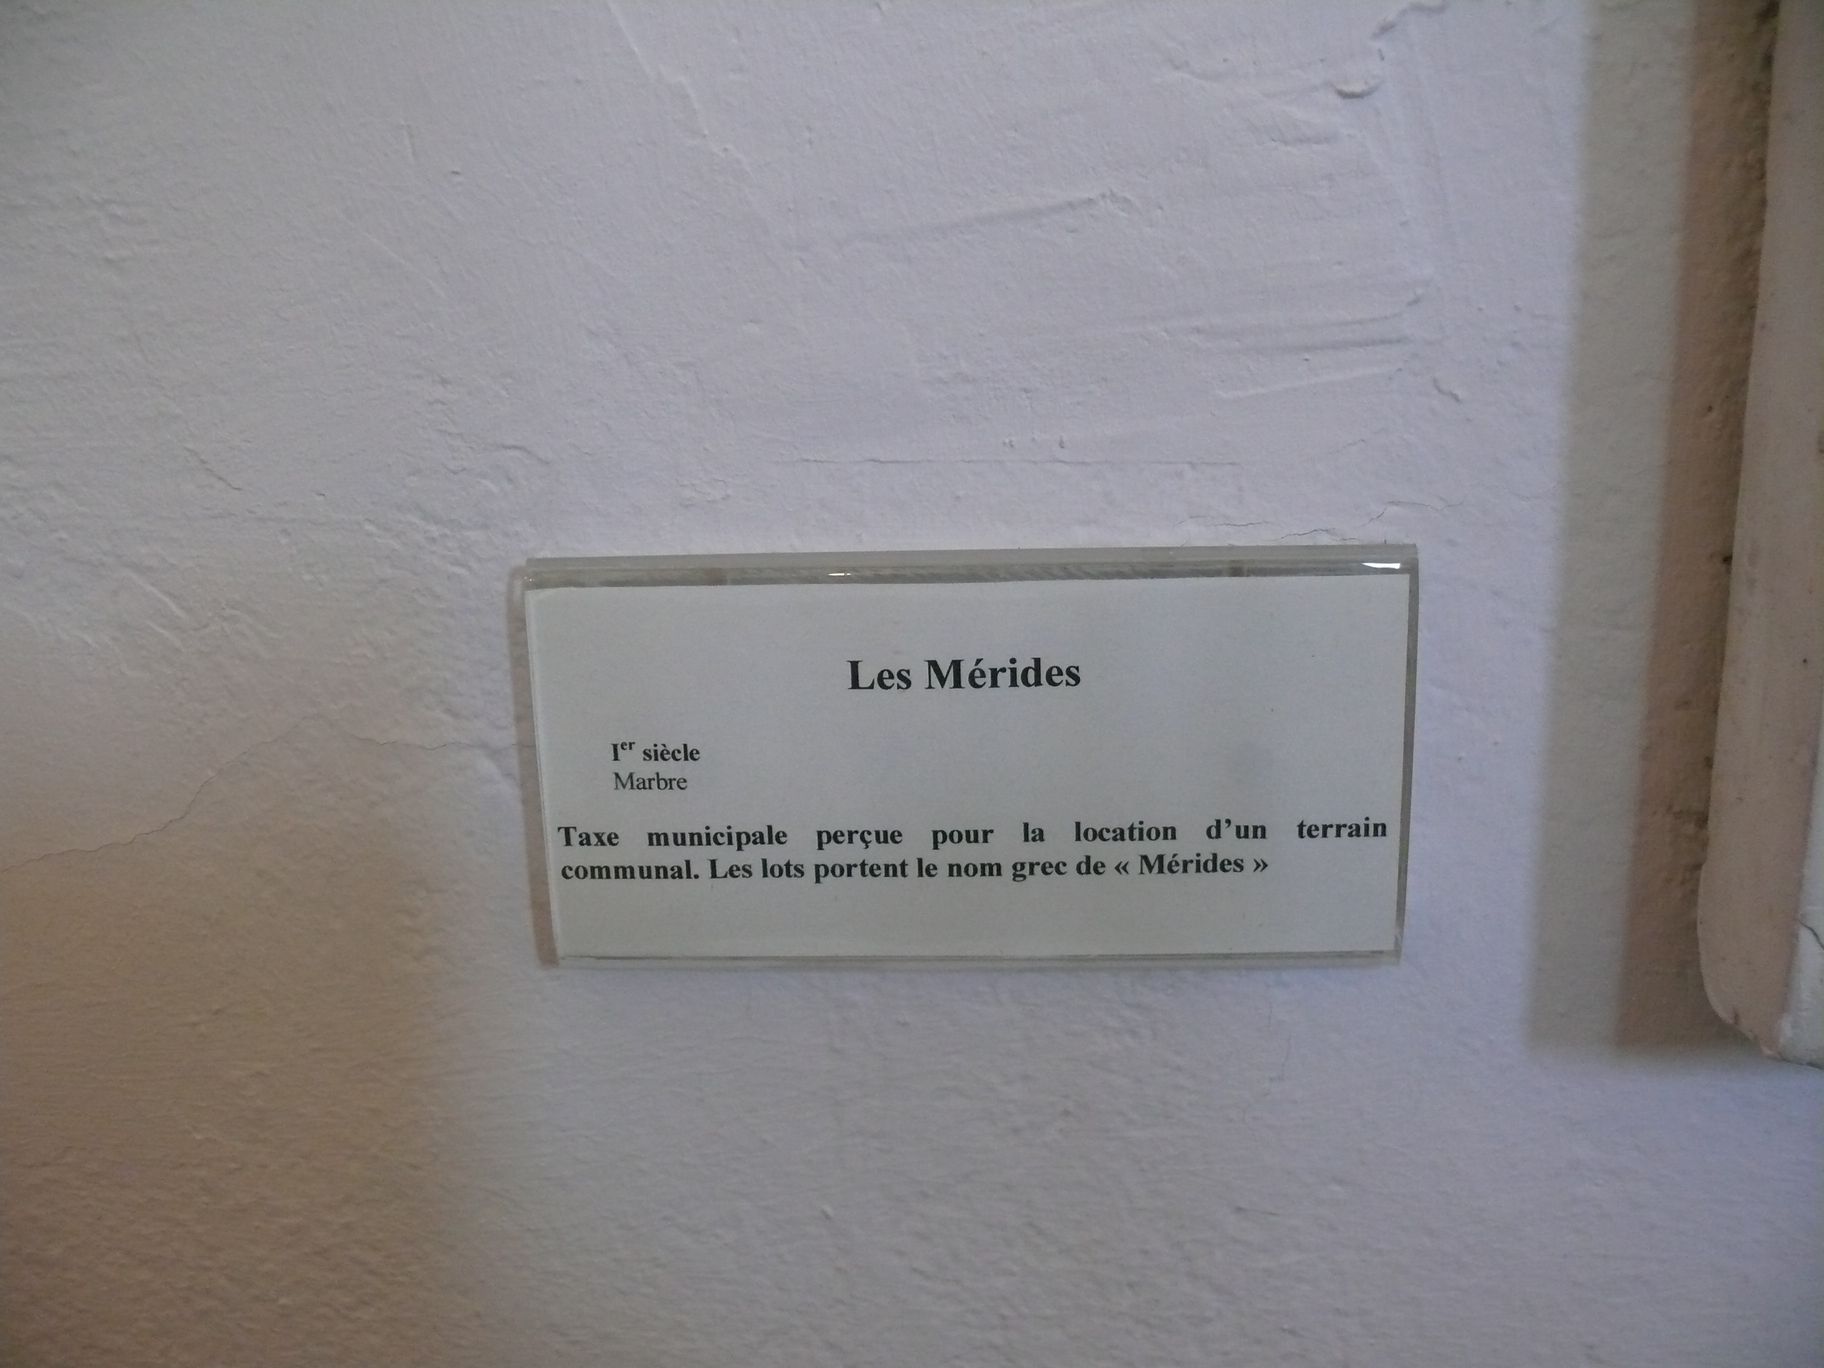 Les Mérides
Ier siècle
Marbre
Taxe municipale perçue pour la location d’un terrain
communal. Les lots portent le nom grec de « Mérides »